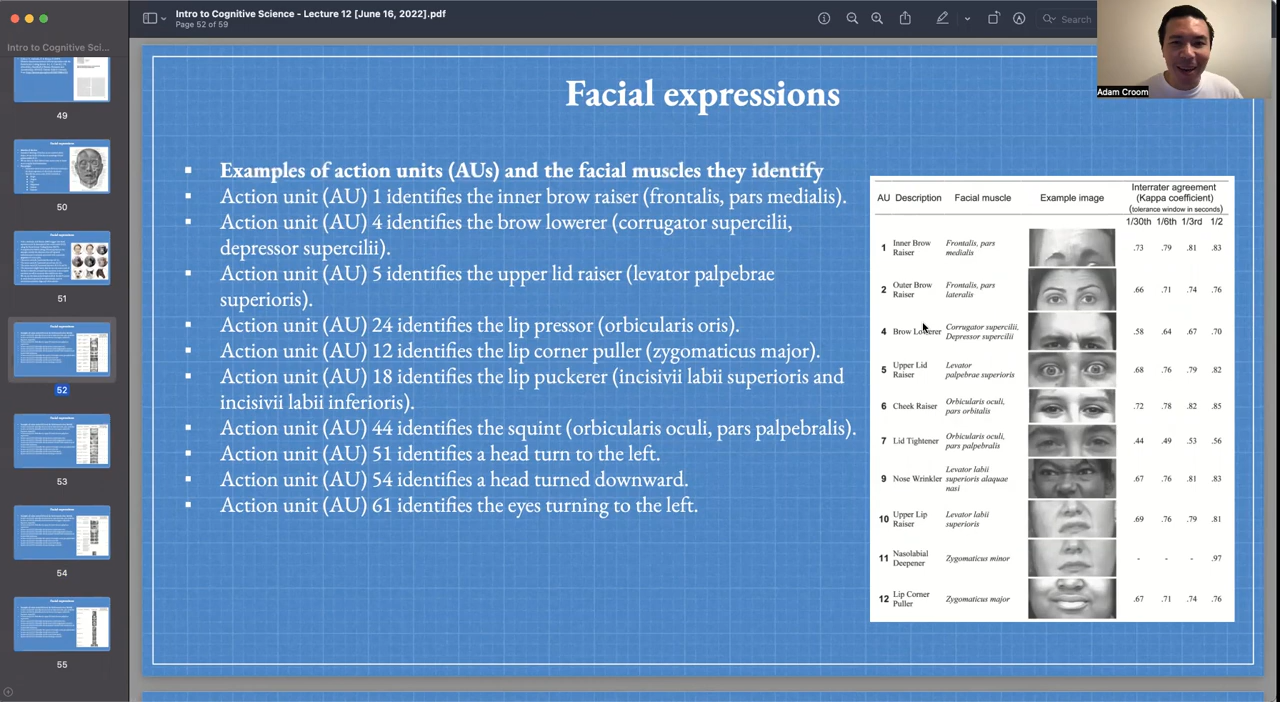 Intro to Cognitive Science - Lecture 12 [June 16, 2022].pdf
Page 52 of 59
Search
Intro to Cognitive Sci...
49
50
51
52
53
54
55
Adam Croom
Facial expressions
Examples of action units (AUs) and the facial muscles they identify
Action unit (AU) 1 identifies the inner brow raiser (frontalis, pars medialis).
Action unit (AU) 4 identifies the brow lowerer (corrugator supercilii,
depressor supercilii).
Action unit (AU) 5 identifies the upper lid raiser (levator palpebrae
superioris).
Action unit (AU) 24 identifies the lip pressor (orbicularis oris).
Action unit (AU) 12 identifies the lip corner puller (zygomaticus major).
Action unit (AU) 18 identifies the lip puckerer (incisivii labii superioris and
incisivii labii inferioris).
Action unit (AU) 44 identifies the squint (orbicularis oculi, pars palpebralis).
Action unit (AU) 51 identifies a head turn to the left.
Action unit (AU) 54 identifies a head turned downward.
Action unit (AU) 61 identifies the eyes turning to the left.
AU Description Facial muscle Example image Interrater agreement
(Kappa coefficient)
(tolerance window in seconds)
1/30th 1/6th 1/3rd 1/2
1 Inner Brow Raiser Frontalis, pars medialis .73 .79 .81 .83
2 Outer Brow Raiser Frontalis, pars lateralis .66 .71 .74 .76
4 Brow Lowerer Corrugator supercilii, Depressor supercilii .58 .64 .67 .70
5 Upper Lid Raiser Levator palpebrae superioris .68 .76 .79 .82
6 Cheek Raiser Orbicularis oculi, pars orbitalis .72 .78 .82 .85
7 Lid Tightener Orbicularis oculi, pars palpebralis .44 .49 .53 .56
9 Nose Wrinkler Levator labii superioris alaquae nasi .67 .76 .81 .83
10 Upper Lip Raiser Levator labii superioris .69 .76 .79 .81
11 Nasolabial Deepener Zygomaticus minor - - - .97
12 Lip Corner Puller Zygomaticus major .67 .71 .74 .76